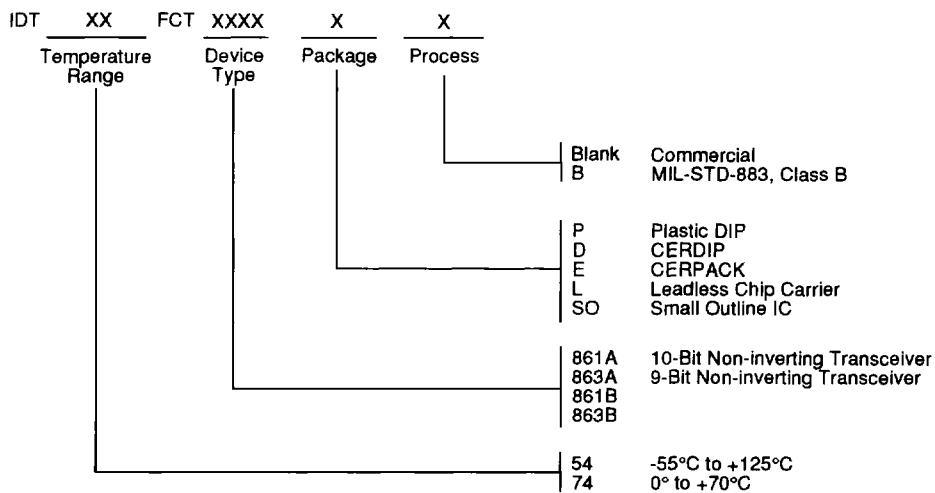 IDT XX FCT XXXX X X
Temperature Range Device Type Package Process
Blank Commercial
B MIL-STD-883, Class B
P Plastic DIP
D CERDIP
E CERPACK
L Leadless Chip Carrier
SO Small Outline IC
861A 10-Bit Non-inverting Transceiver
863A 9-Bit Non-inverting Transceiver
861B
863B
54 -55°C to +125°C
74 0° to +70°C